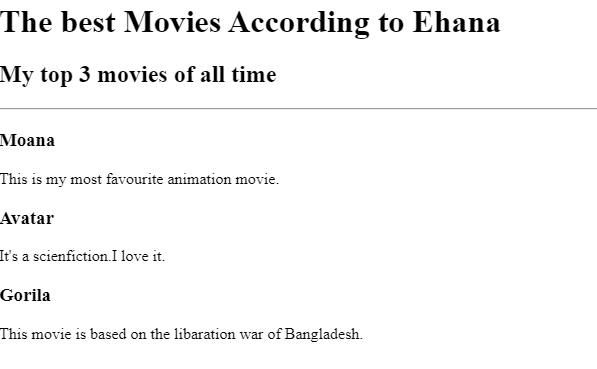 The best Movies According to Ehana
My top 3 movies of all time
Moana
This is my most favourite animation movie.
Avatar
It's a scienfiction.I love it.
Gorila
This movie is based on the libaration war of Bangladesh.